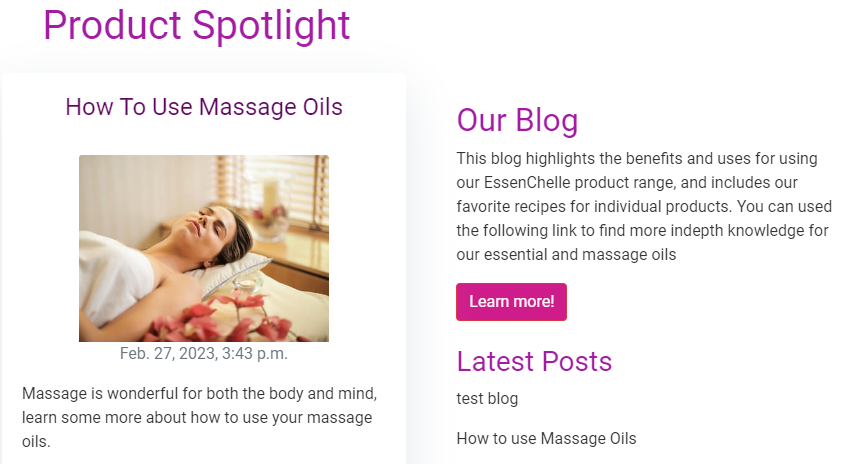 Product Spotlight
How To Use Massage Oils
Feb. 27, 2023, 3:43 p.m.
Massage is wonderful for both the body and mind,
learn some more about how to use your massage
oils.
Our Blog
This blog highlights the benefits and uses for using
our EssenChelle product range, and includes our
favorite recipes for individual products. You can used
the following link to find more indepth knowledge for
our essential and massage oils
Learn more!
Latest Posts
test blog
How to use Massage Oils